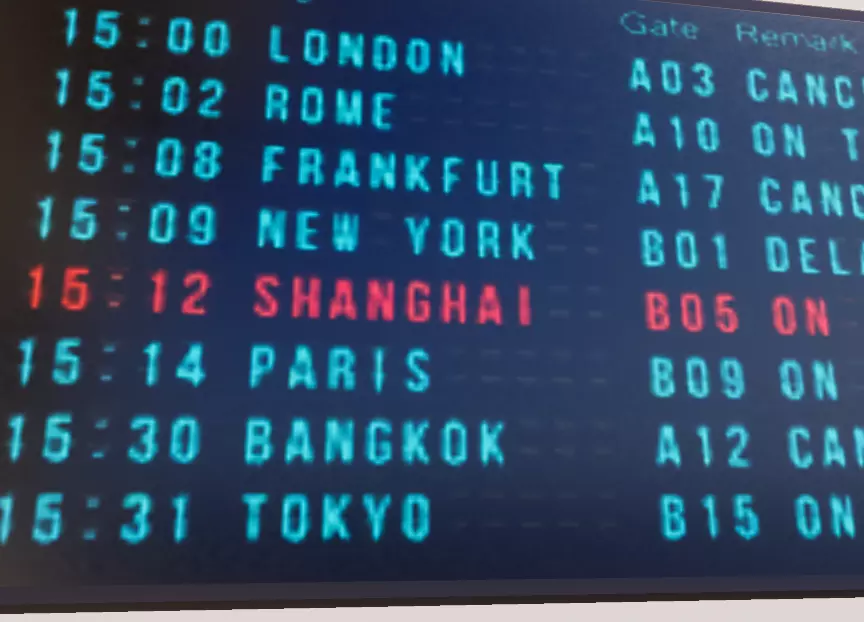 Gate Remark
15:00 LONDON A03 CANC
15:02 ROME A10 ON T
15:08 FRANKFURT A17 CANC
15:09 NEW YORK B01 DELA
15:12 SHANGHAI B05 ON
15:14 PARIS B09 ON
15:30 BANGKOK A12 CAN
15:31 TOKYO B15 ON